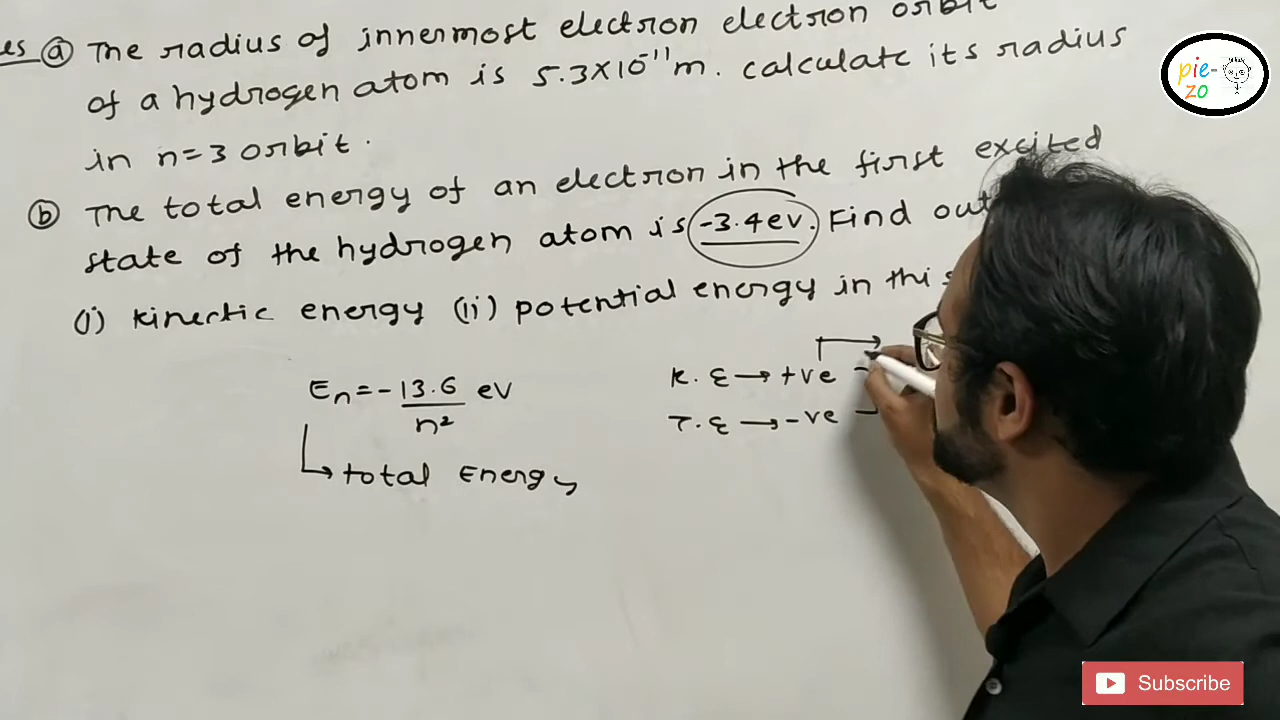 es ⓐ The radius of innermost electron electron orbit
of a hydrogen atom is 5.3×10⁻¹¹m. calculate its radius
in n=3 orbit.
ⓑ The total energy of an electron in the first excited
state of the hydrogen atom is -3.4ev. Find out
(i) kinectic energy (ii) potential energy in thi
En = - 13.6 eV
n²
total Energy
K.E → +ve -
T.E → -ve -
pie-
zo
Subscribe